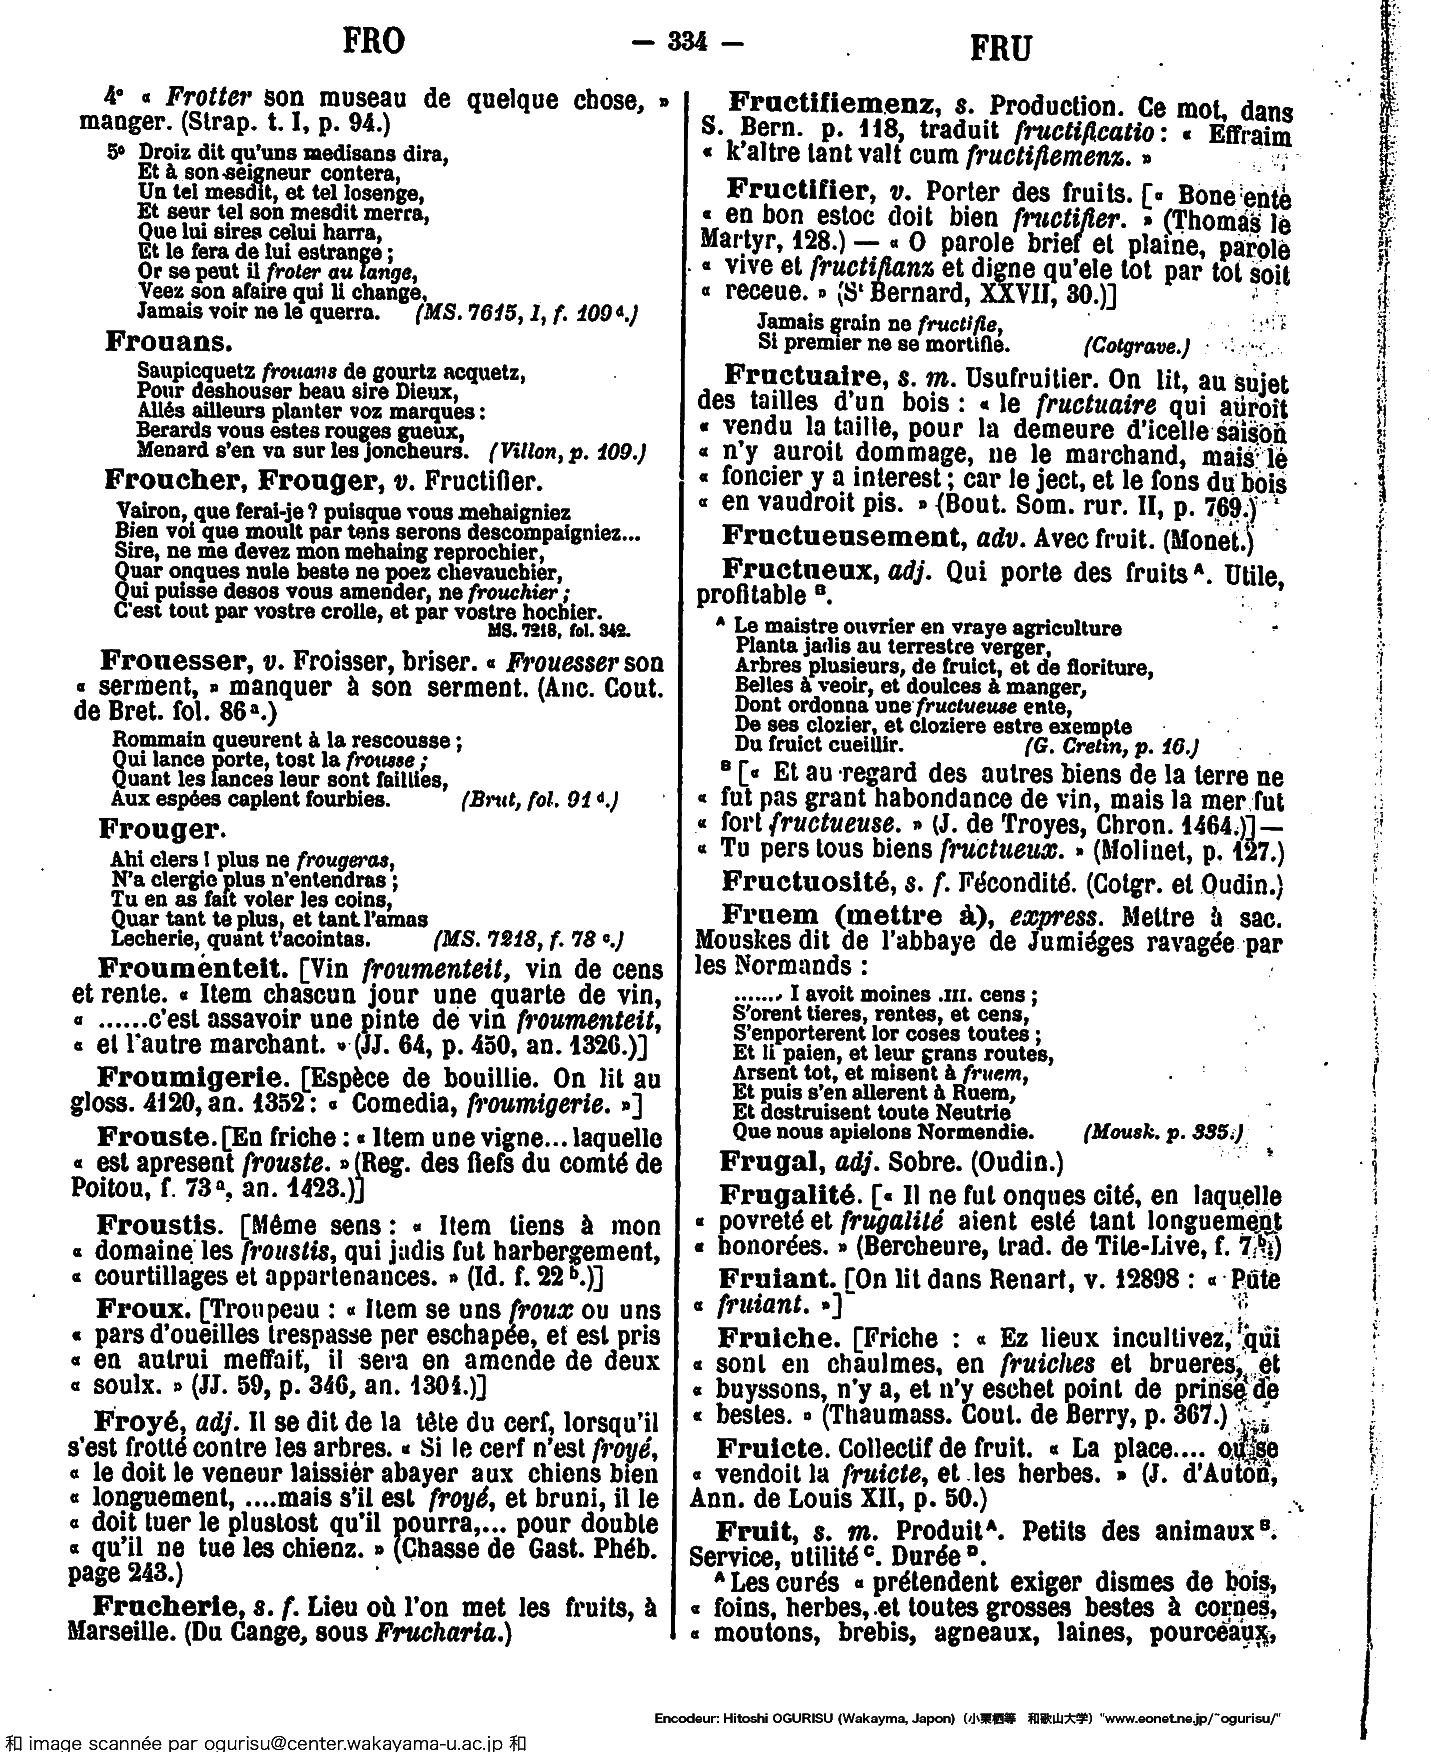 FRO
— 334 —
FRU
4° « Frotter son museau de quelque chose, »
manger. (Strap. t. I, p. 94.)
5° Droiz dit qu'uns medisans dira,
Et à son seigneur contera,
Un tel mesdit, et tel losenge,
Et seur tel son mesdit merra,
Que lui sires celui harra,
Et le fera de lui estrange ;
Or se peut il froter au lange,
Veez son afaire qui li change,
Jamais voir ne le querra. (MS. 7615, I, f. 109 d.)
Frouans.
Saupicquetz frouans de gourtz acquetz,
Pour deshouser beau sire Dieux,
Allés ailleurs planter voz marques :
Berards vous estes rouges gueux,
Menard s'en va sur les joncheurs. (Villon, p. 109.)
Froucher, Frouger, v. Fructifier.
Vairon, que ferai-je ? puisque vous mehaigniez
Bien voi que moult par tens serons descompaigniez...
Sire, ne me devez mon mehaing reprochier,
Quar onques nule beste ne poez chevauchier,
Qui puisse desos vous amender, ne frouchier ;
C'est tout par vostre crolle, et par vostre hochier.
MS. 7218, fol. 342.
Frouesser, v. Froisser, briser. « Frouesser son
« serment, » manquer à son serment. (Anc. Cout.
de Bret. fol. 86 a.)
Rommain queurent à la rescousse ;
Qui lance porte, tost la frousse ;
Quant les lances leur sont faillies,
Aux espées caplent fourbies. (Brut, fol. 91 d.)
Frouger.
Ahi clers ! plus ne frougeras,
N'a clergie plus n'entendras ;
Tu en as fait voler les coins,
Quar tant te plus, et tant l'amas
Lecherie, quant t'acointas. (MS. 7218, f. 78 c.)
Froumenteit. [Vin froumenteit, vin de cens
et rente. « Item chascun jour une quarte de vin,
« ......c'est assavoir une pinte de vin froumenteit,
« et l'autre marchant. » (JJ. 64, p. 450, an. 1326.)]
Froumigerie. [Espèce de bouillie. On lit au
gloss. 4120, an. 1352 : « Comedia, froumigerie. »]
Frouste. [En friche : « Item une vigne... laquelle
« est apresent frouste. » (Reg. des fiefs du comté de
Poitou, f. 73 a, an. 1423.)]
Froustis. [Même sens : « Item tiens à mon
« domaine les froustis, qui jadis fut harbergement,
« courtillages et appartenances. » (Id. f. 22 b.)]
Froux. [Troupeau : « Item se uns froux ou uns
« pars d'oueilles trespasse per eschapée, et est pris
« en autrui meffait, il sera en amende de deux
« soulx. » (JJ. 59, p. 346, an. 1301.)]
Froyé, adj. Il se dit de la tête du cerf, lorsqu'il
s'est frotté contre les arbres. « Si le cerf n'est froyé,
« le doit le veneur laissier abayer aux chiens bien
« longuement, ....mais s'il est froyé, et bruni, il le
« doit tuer le plustost qu'il pourra,... pour double
« qu'il ne tue les chienz. » (Chasse de Gast. Phéb.
page 243.)
Frucherie, s. f. Lieu où l'on met les fruits, à
Marseille. (Du Cange, sous Frucharia.)
Fructifiemenz, s. Production. Ce mot, dans
S. Bern. p. 118, traduit fructificatio : « Effraim
« k'altre tant valt cum fructifiemenz. »
Fructifier, v. Porter des fruits. [« Bone ente
« en bon estoc doit bien fructifier. » (Thomas le
Martyr, 128.) — « O parole brief et plaine, parole
« vive et fructifianz et digne qu'ele tot par tot soit
« receue. » (St Bernard, XXVII, 30.)]
Jamais grain ne fructifie,
Si premier ne se mortifie. (Cotgrave.)
Fructuaire, s. m. Usufruitier. On lit, au sujet
des tailles d'un bois : « le fructuaire qui auroit
« vendu la taille, pour la demeure d'icelle saison
« n'y auroit dommage, ne le marchand, mais le
« foncier y a interest ; car le ject, et le fons du bois
« en vaudroit pis. » (Bout. Som. rur. II, p. 769.)
Fructueusement, adv. Avec fruit. (Monet.)
Fructueux, adj. Qui porte des fruits A. Utile,
profitable B.
A Le maistre ouvrier en vraye agriculture
Planta jadis au terrestre verger,
Arbres plusieurs, de fruict, et de floriture,
Belles à veoir, et doulces à manger,
Dont ordonna une fructueuse ente,
De ses clozier, et cloziere estre exempte
Du fruict cueillir. (G. Cretin, p. 16.)
B [« Et au regard des autres biens de la terre ne
« fut pas grant habondance de vin, mais la mer fut
« fort fructueuse. » (J. de Troyes, Chron. 1464.)] —
« Tu pers tous biens fructueux. » (Molinet, p. 127.)
Fructuosité, s. f. Fécondité. (Cotgr. et Oudin.)
Fruem (mettre à), express. Mettre à sac.
Mouskes dit de l'abbaye de Jumiéges ravagée par
les Normands :
....... I avoit moines .III. cens ;
S'orent tieres, rentes, et cens,
S'enporterent lor coses toutes ;
Et li paien, et leur grans routes,
Arsent tot, et misent à fruem,
Et puis s'en allerent à Ruem,
Et destruisent toute Neutrie
Que nous apielons Normendie. (Mousk. p. 335.)
Frugal, adj. Sobre. (Oudin.)
Frugalité. [« Il ne fut onques cité, en laquelle
« povreté et frugalité aient esté tant longuement
« honorées. » (Bercheure, trad. de Tite-Live, f. 7 b.)
Fruiant. [On lit dans Renart, v. 12898 : « Pute
« fruiant. »]
Fruiche. [Friche : « Ez lieux incultivez, qui
« sont en chaulmes, en fruiches et brueres, et
« buyssons, n'y a, et n'y eschet point de prinse de
« bestes. » (Thaumass. Cout. de Berry, p. 367.)
Fruicte. Collectif de fruit. « La place.... ou se
« vendoit la fruicte, et les herbes. » (J. d'Auton,
Ann. de Louis XII, p. 50.)
Fruit, s. m. Produit A. Petits des animaux B.
Service, utilité C. Durée D.
A Les curés « prétendent exiger dismes de bois,
« foins, herbes, et toutes grosses bestes à cornes,
« moutons, brebis, agneaux, laines, pourceaux,
Encodeur: Hitoshi OGURISU (Wakayma, Japon) (小栗栖等 和歌山大学) "www.eonet.ne.jp/~ogurisu/"
和 image scannée par ogurisu@center.wakayama-u.ac.jp 和